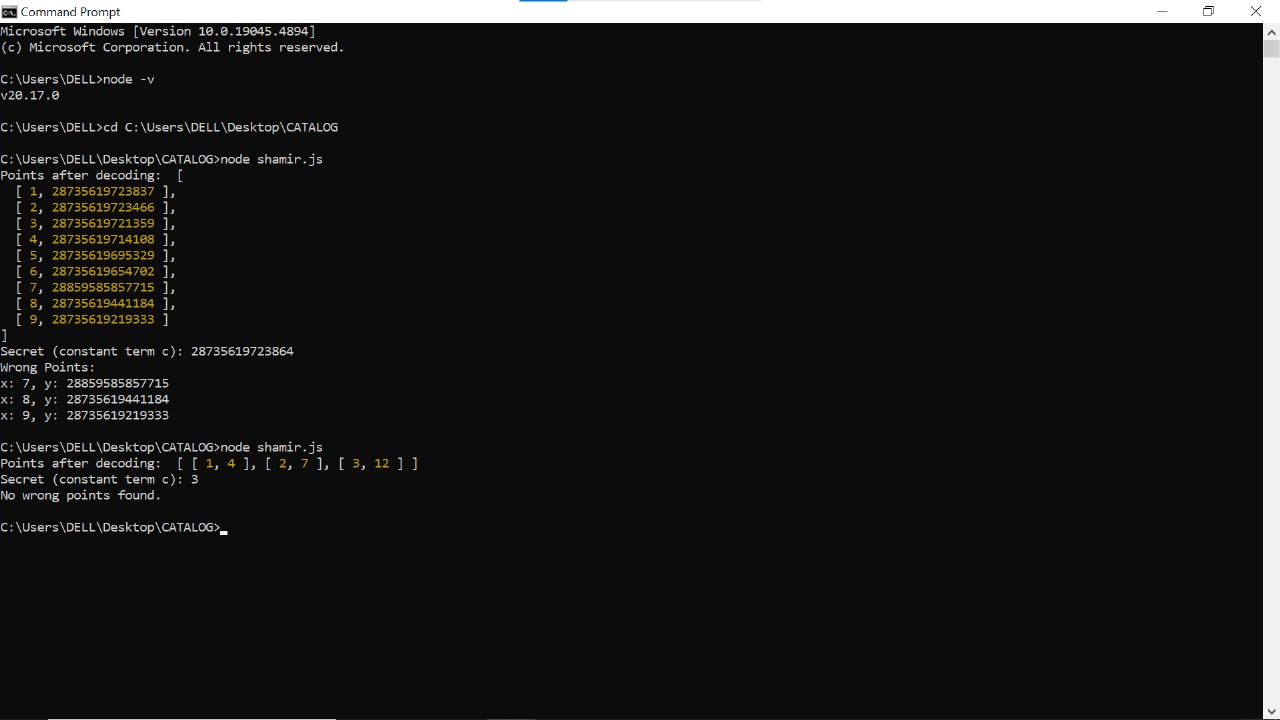 Command Prompt
Microsoft Windows [Version 10.0.19045.4894]
(c) Microsoft Corporation. All rights reserved.
C:\Users\DELL>node -v
v20.17.0
C:\Users\DELL>cd C:\Users\DELL\Desktop\CATALOG
C:\Users\DELL\Desktop\CATALOG>node shamir.js
Points after decoding:  [
  [ 1, 28735619723837 ],
  [ 2, 28735619723466 ],
  [ 3, 28735619721359 ],
  [ 4, 28735619714108 ],
  [ 5, 28735619695329 ],
  [ 6, 28735619654702 ],
  [ 7, 28859585857715 ],
  [ 8, 28735619441184 ],
  [ 9, 28735619219333 ]
]
Secret (constant term c): 28735619723864
Wrong Points:
x: 7, y: 28859585857715
x: 8, y: 28735619441184
x: 9, y: 28735619219333
C:\Users\DELL\Desktop\CATALOG>node shamir.js
Points after decoding:  [ [ 1, 4 ], [ 2, 7 ], [ 3, 12 ] ]
Secret (constant term c): 3
No wrong points found.
C:\Users\DELL\Desktop\CATALOG>